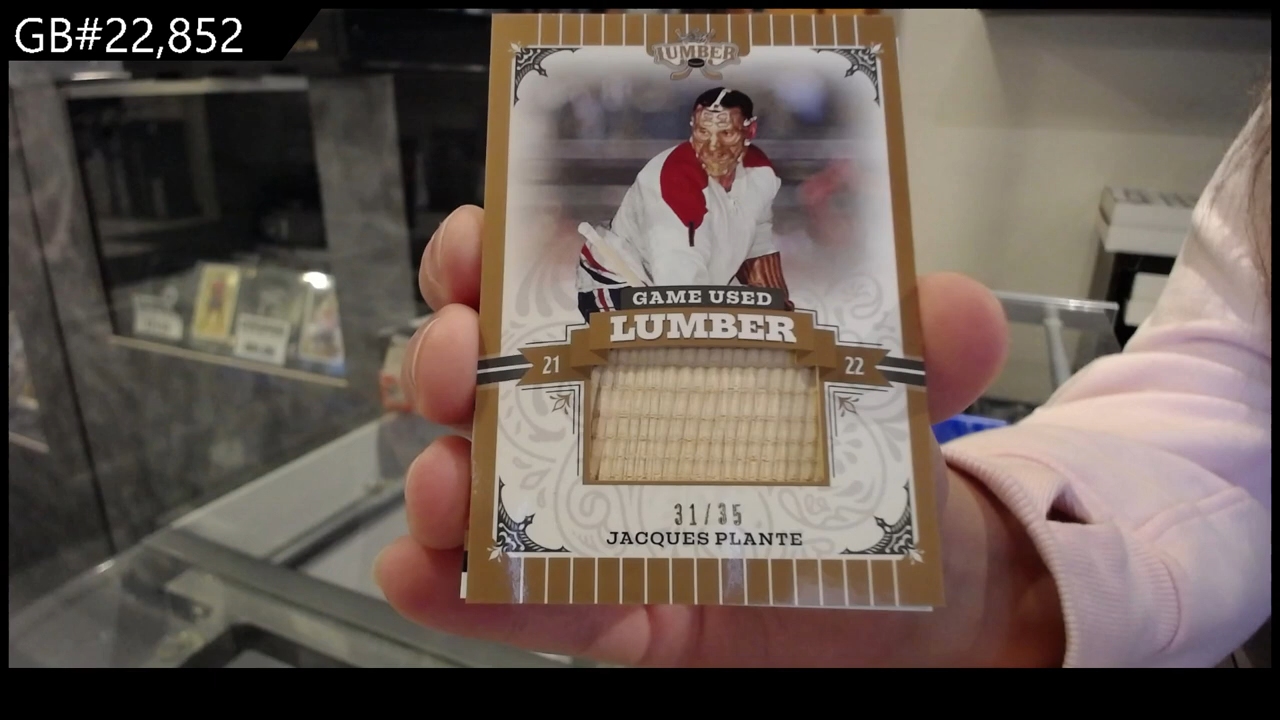 GB#22,852
LUMBER
GAME USED
LUMBER
21 22
31/35
JACQUES PLANTE